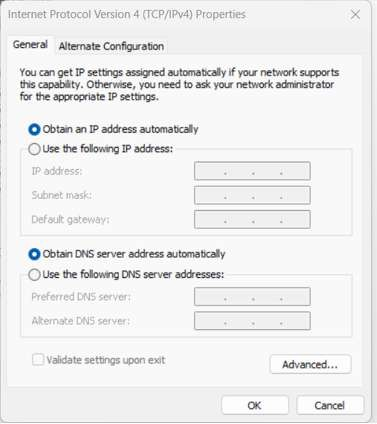 Internet Protocol Version 4 (TCP/IPv4) Properties
General
Alternate Configuration
You can get IP settings assigned automatically if your network supports
this capability. Otherwise, you need to ask your network administrator
for the appropriate IP settings.
Obtain an IP address automatically
Use the following IP address:
IP address:
Subnet mask:
Default gateway:
Obtain DNS server address automatically
Use the following DNS server addresses:
Preferred DNS server:
Alternate DNS server:
Validate settings upon exit
Advanced...
OK
Cancel